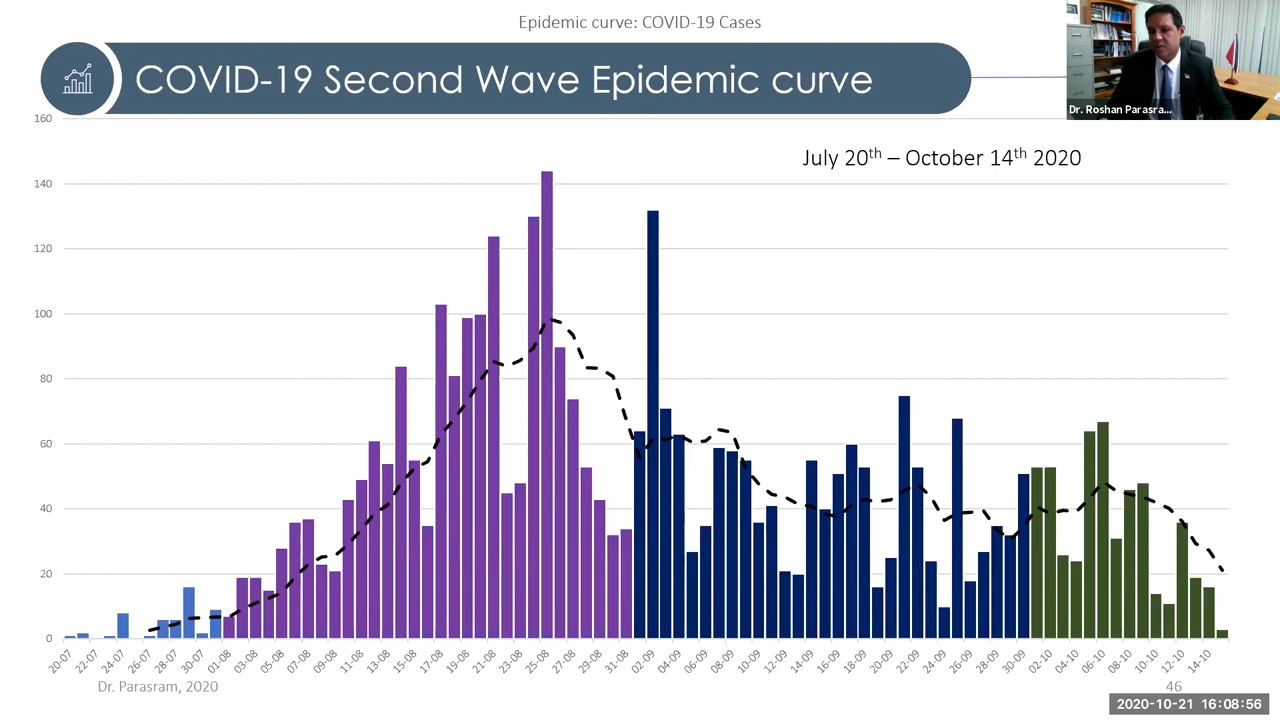 Epidemic curve: COVID-19 Cases
COVID-19 Second Wave Epidemic curve
Dr. Roshan Parasra...
July 20th – October 14th 2020
160
140
120
100
80
60
40
20
0
20-07 22-07 24-07 26-07 28-07 30-07 01-08 03-08 05-08 07-08 09-08 11-08 13-08 15-08 17-08 19-08 21-08 23-08 25-08 27-08 29-08 31-08 02-09 04-09 06-09 08-09 10-09 12-09 14-09 16-09 18-09 20-09 22-09 24-09 26-09 28-09 30-09 02-10 04-10 06-10 08-10 10-10 12-10 14-10
Dr. Parasram, 2020
46
2020-10-21 16:08:56